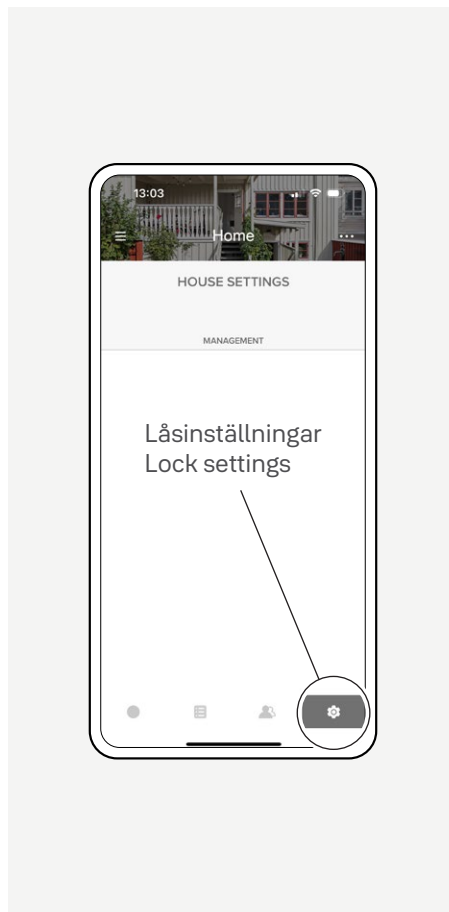 13:03
Home
HOUSE SETTINGS
MANAGEMENT
Låsinställningar
Lock settings